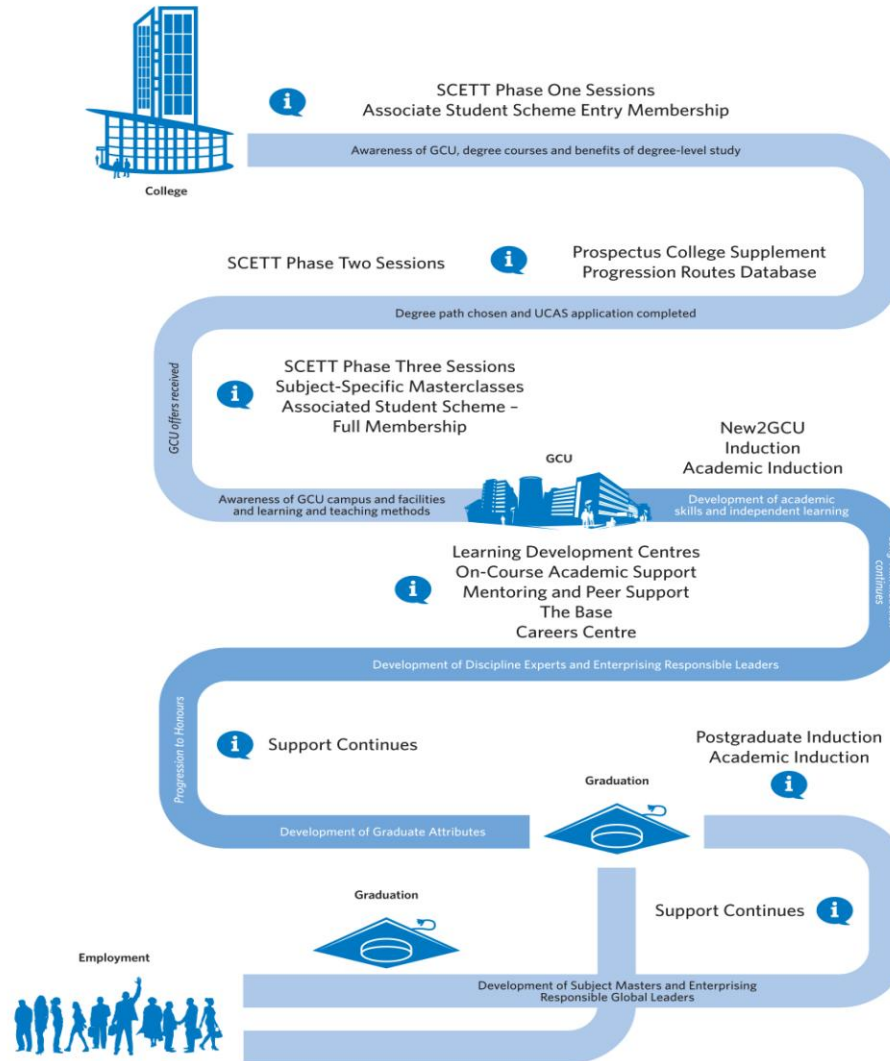 SCETT Phase One Sessions
Associate Student Scheme Entry Membership
Awareness of GCU, degree courses and benefits of degree-level study
College
SCETT Phase Two Sessions
Prospectus College Supplement
Progression Routes Database
Degree path chosen and UCAS application completed
GCU offers received
SCETT Phase Three Sessions
Subject-Specific Masterclasses
Associated Student Scheme –
Full Membership
New2GCU
Induction
Academic Induction
GCU
Awareness of GCU campus and facilities
and learning and teaching methods
Development of academic
skills and independent learning
continues
Learning Development Centres
On-Course Academic Support
Mentoring and Peer Support
The Base
Careers Centre
Development of Discipline Experts and Enterprising Responsible Leaders
Progression to Honours
Support Continues
Postgraduate Induction
Academic Induction
Graduation
Development of Graduate Attributes
Graduation
Support Continues
Employment
Development of Subject Masters and Enterprising
Responsible Global Leaders